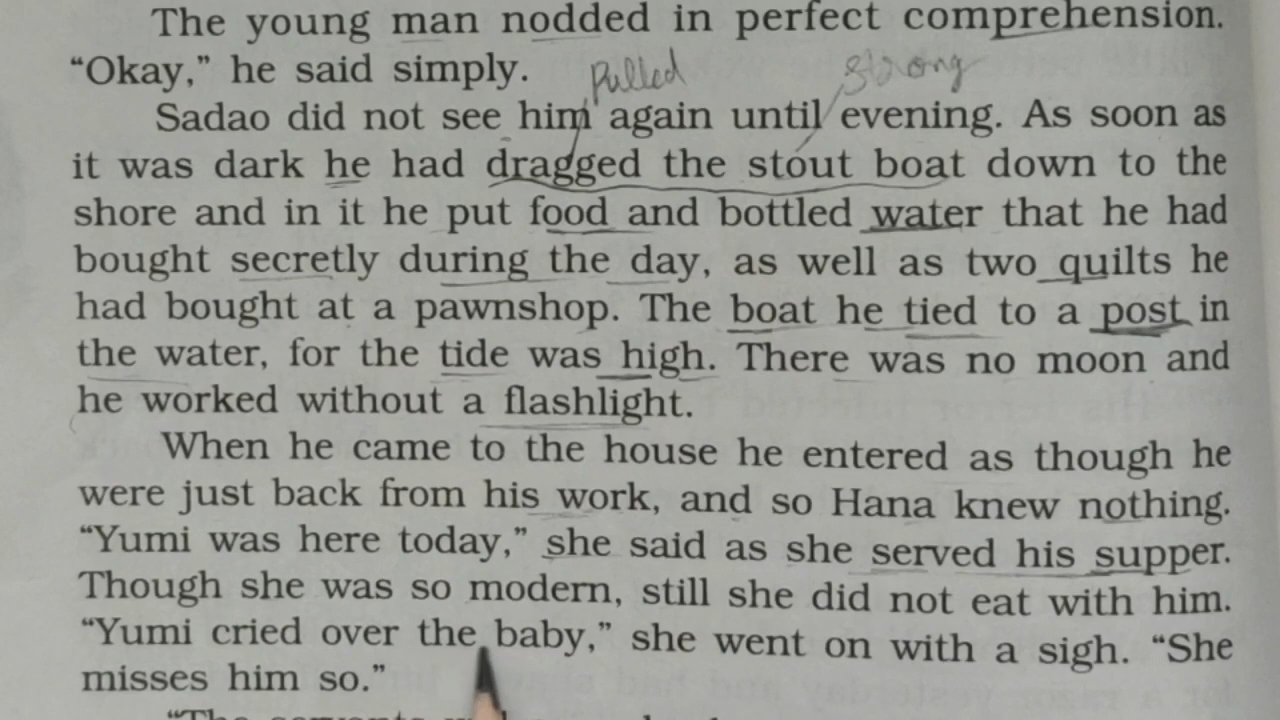 The young man nodded in perfect comprehension.
“Okay,” he said simply.
Pulled strong
Sadao did not see him again until evening. As soon as
it was dark he had dragged the stout boat down to the
shore and in it he put food and bottled water that he had
bought secretly during the day, as well as two quilts he
had bought at a pawnshop. The boat he tied to a post in
the water, for the tide was high. There was no moon and
he worked without a flashlight.
When he came to the house he entered as though he
were just back from his work, and so Hana knew nothing.
“Yumi was here today,” she said as she served his supper.
Though she was so modern, still she did not eat with him.
“Yumi cried over the baby,” she went on with a sigh. “She
misses him so.”